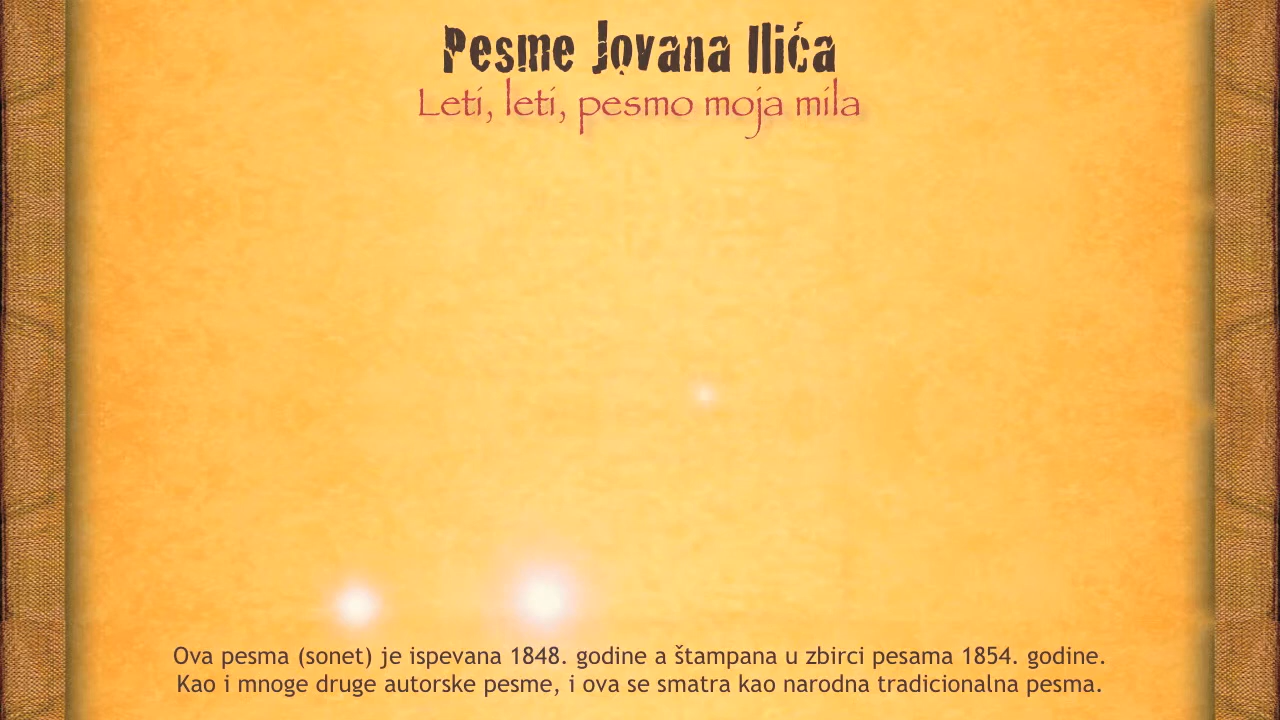 Pesme Jovana Ilića
Leti, leti, pesmo moja mila
Ova pesma (sonet) je ispevana 1848. godine a štampana u zbirci pesama 1854. godine.
Kao i mnoge druge autorske pesme, i ova se smatra kao narodna tradicionalna pesma.